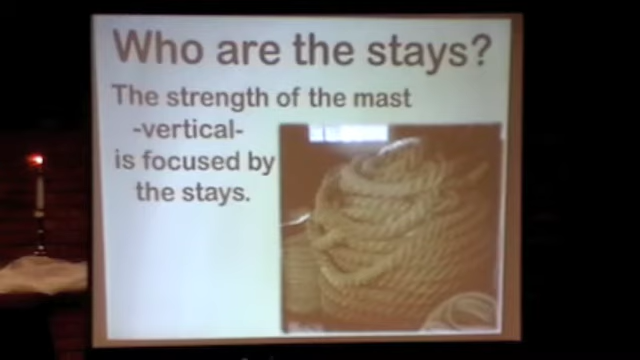 Who are the stays?
The strength of the mast
-vertical-
is focused by
the stays.